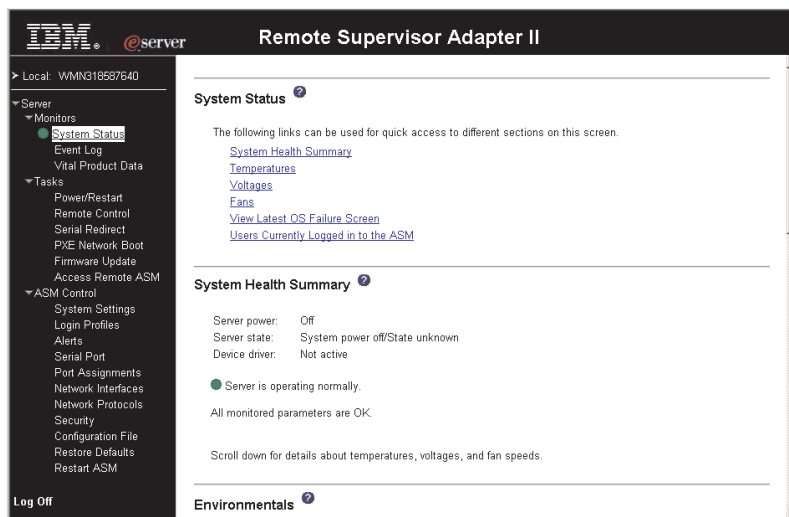 IBM. @server
Remote Supervisor Adapter II
Local: WMN318587640
Server
Monitors
System Status
Event Log
Vital Product Data
Tasks
Power/Restart
Remote Control
Serial Redirect
PXE Network Boot
Firmware Update
Access Remote ASM
ASM Control
System Settings
Login Profiles
Alerts
Serial Port
Port Assignments
Network Interfaces
Network Protocols
Security
Configuration File
Restore Defaults
Restart ASM
Log Off
System Status ?
The following links can be used for quick access to different sections on this screen.
System Health Summary
Temperatures
Voltages
Fans
View Latest OS Failure Screen
Users Currently Logged in to the ASM
System Health Summary ?
Server power: Off
Server state: System power off/State unknown
Device driver: Not active
Server is operating normally.
All monitored parameters are OK.
Scroll down for details about temperatures, voltages, and fan speeds.
Environmentals ?